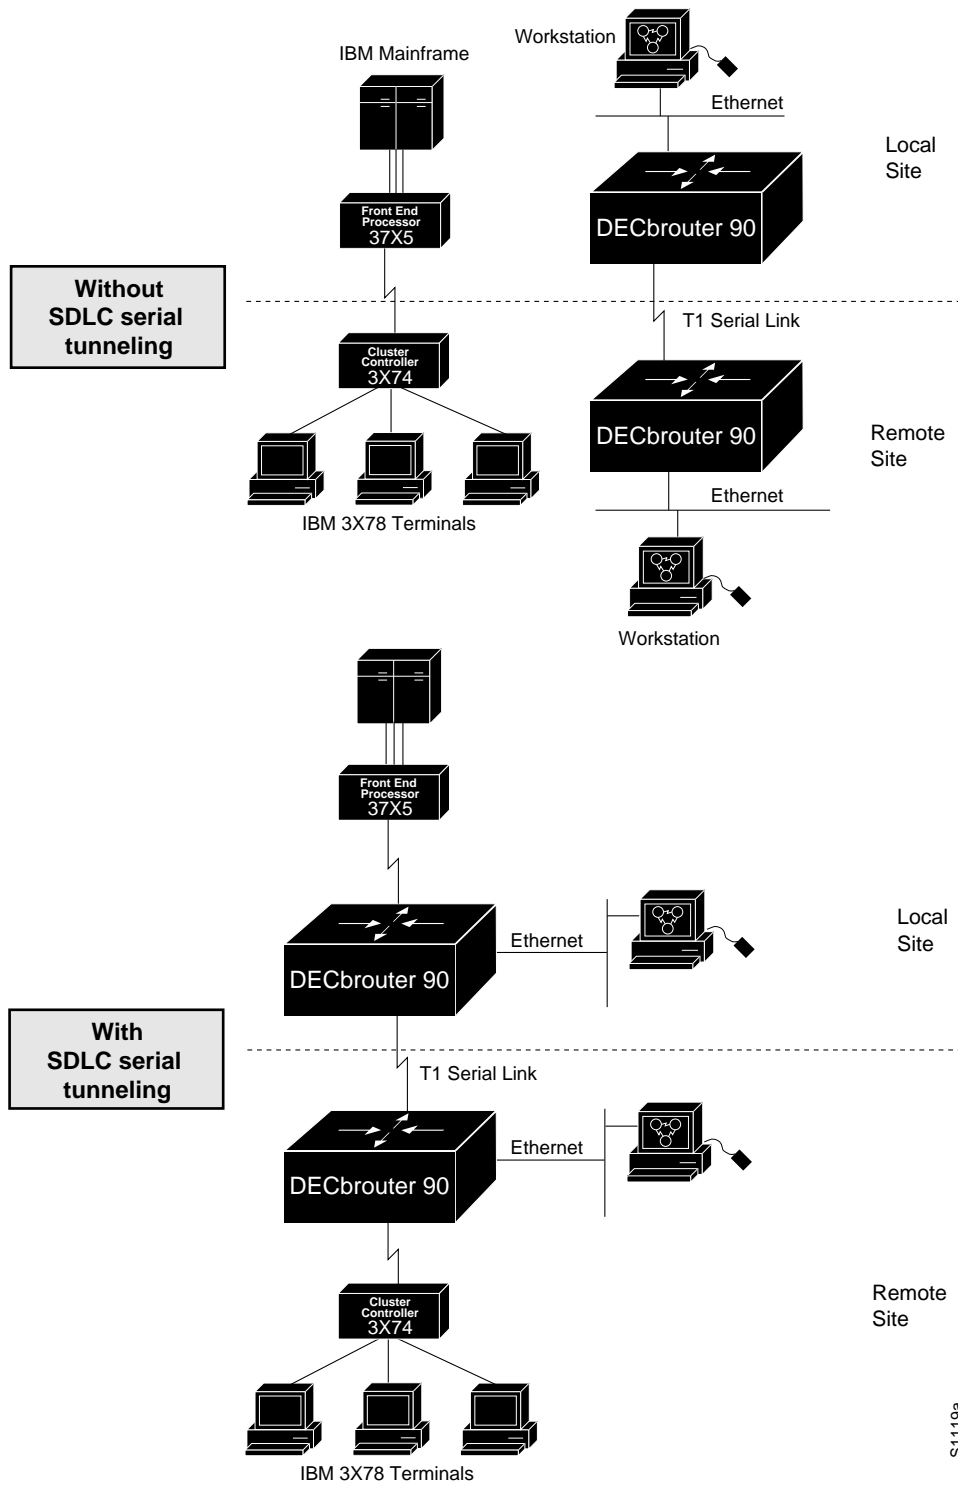 Workstation
IBM Mainframe
Ethernet
Local
Site
Front End
Processor
37X5
DECbrouter 90
Without
SDLC serial
tunneling
T1 Serial Link
Cluster
Controller
3X74
DECbrouter 90
Remote
Site
Ethernet
IBM 3X78 Terminals
Workstation
Front End
Processor
37X5
Local
Site
Ethernet
DECbrouter 90
With
SDLC serial
tunneling
T1 Serial Link
Ethernet
DECbrouter 90
Cluster
Controller
3X74
Remote
Site
IBM 3X78 Terminals
S1119a